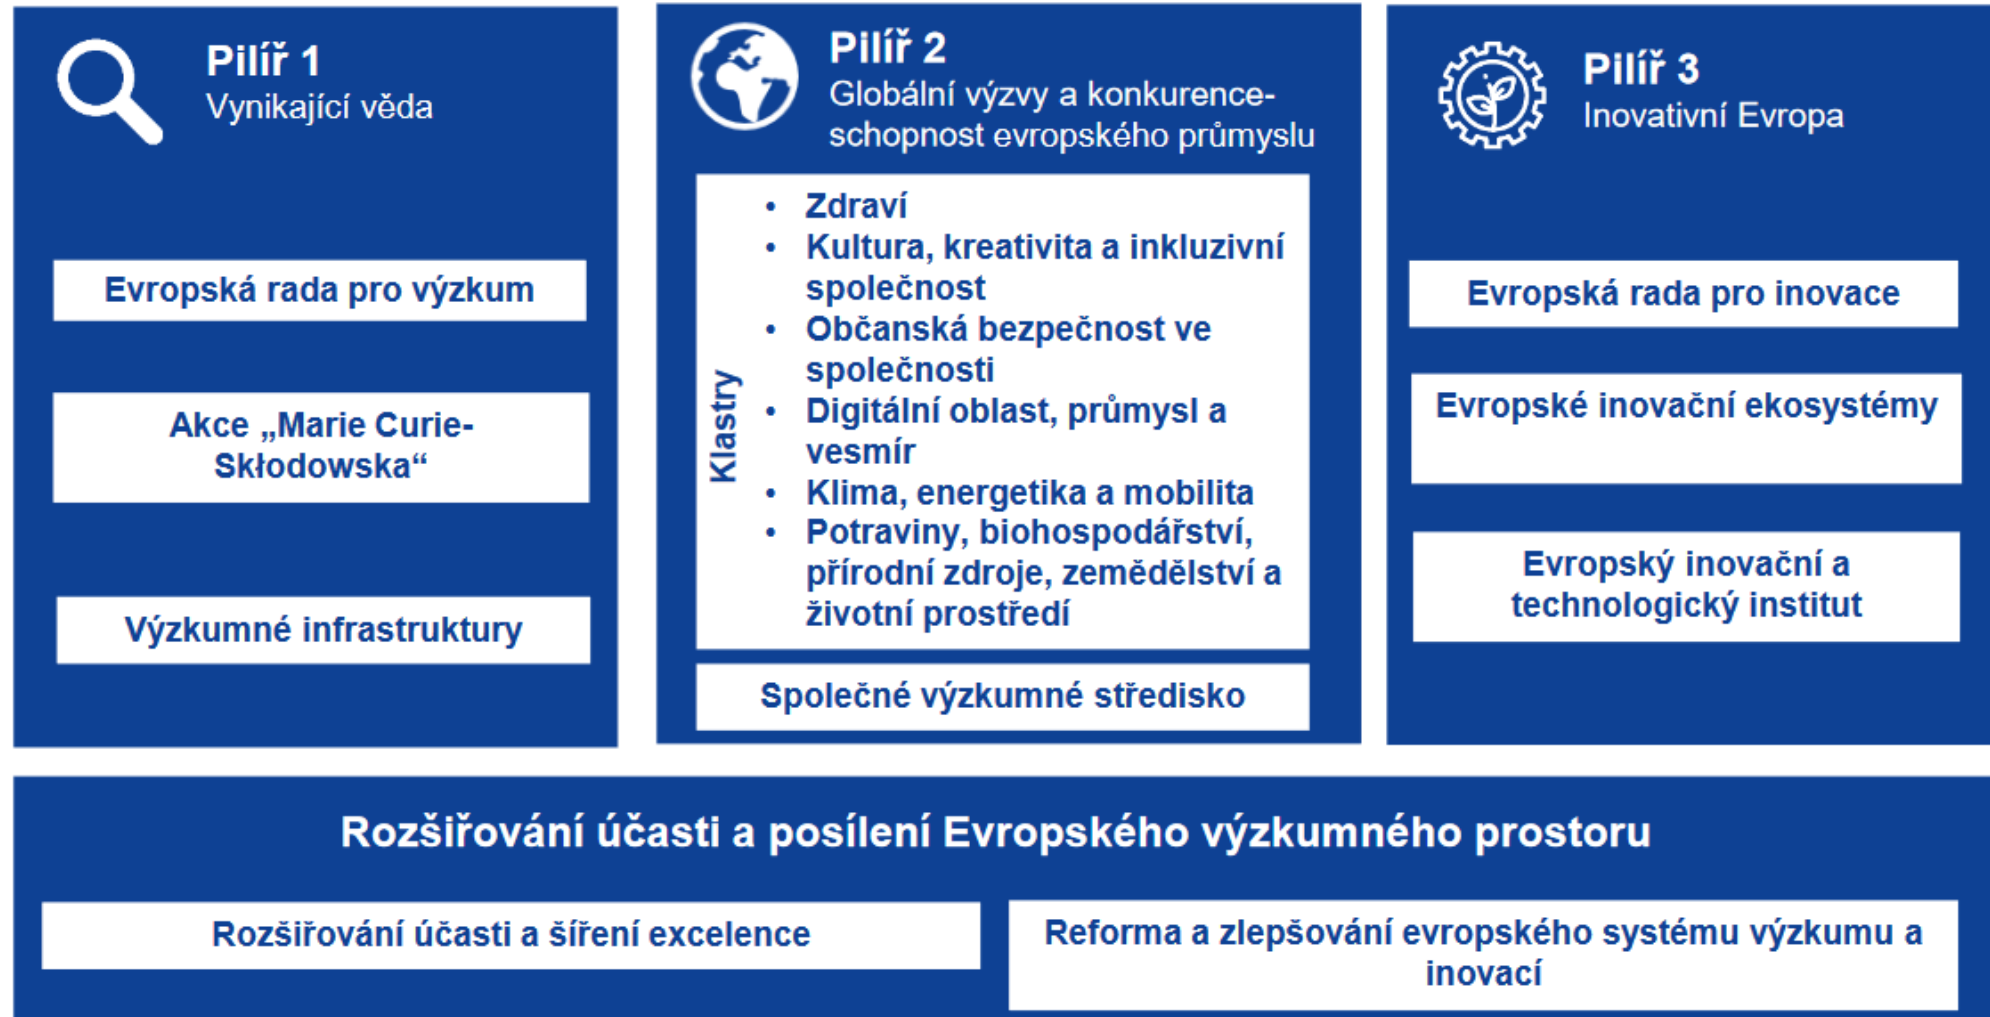 Pilíř 1
Vynikající věda
Evropská rada pro výzkum
Akce „Marie Curie-
Skłodowska“
Výzkumné infrastruktury
Pilíř 2
Globální výzvy a konkurence-
schopnost evropského průmyslu
Klastry
• Zdraví
• Kultura, kreativita a inkluzivní
společnost
• Občanská bezpečnost ve
společnosti
• Digitální oblast, průmysl a
vesmír
• Klima, energetika a mobilita
• Potraviny, biohospodářství,
přírodní zdroje, zemědělství a
životní prostředí
Společné výzkumné středisko
Pilíř 3
Inovativní Evropa
Evropská rada pro inovace
Evropské inovační ekosystémy
Evropský inovační a
technologický institut
Rozšiřování účasti a posílení Evropského výzkumného prostoru
Rozšiřování účasti a šíření excelence
Reforma a zlepšování evropského systému výzkumu a
inovací